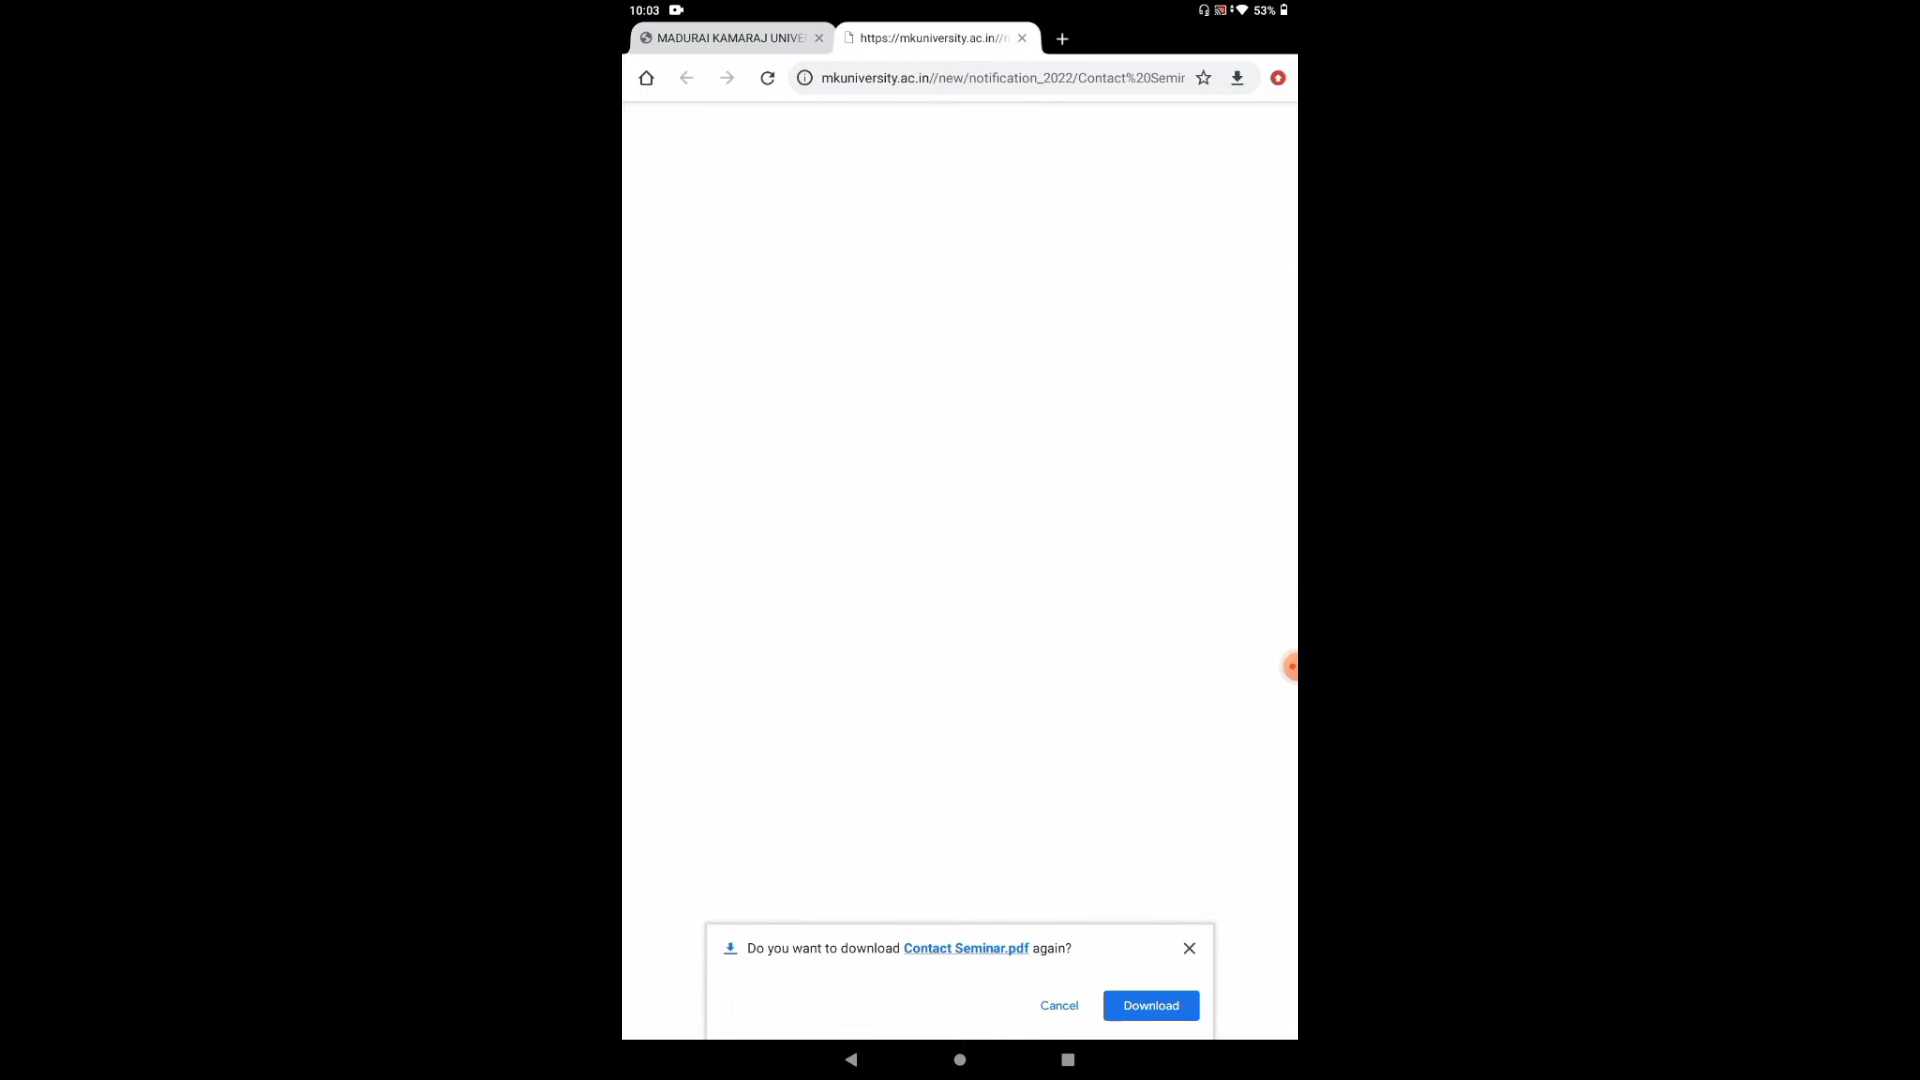 10:03
53%
MADURAI KAMARAJ UNIVE
https://mkuniversity.ac.in//
mkuniversity.ac.in//new/notification_2022/Contact%20Semir
Do you want to download Contact Seminar.pdf again?
Cancel
Download